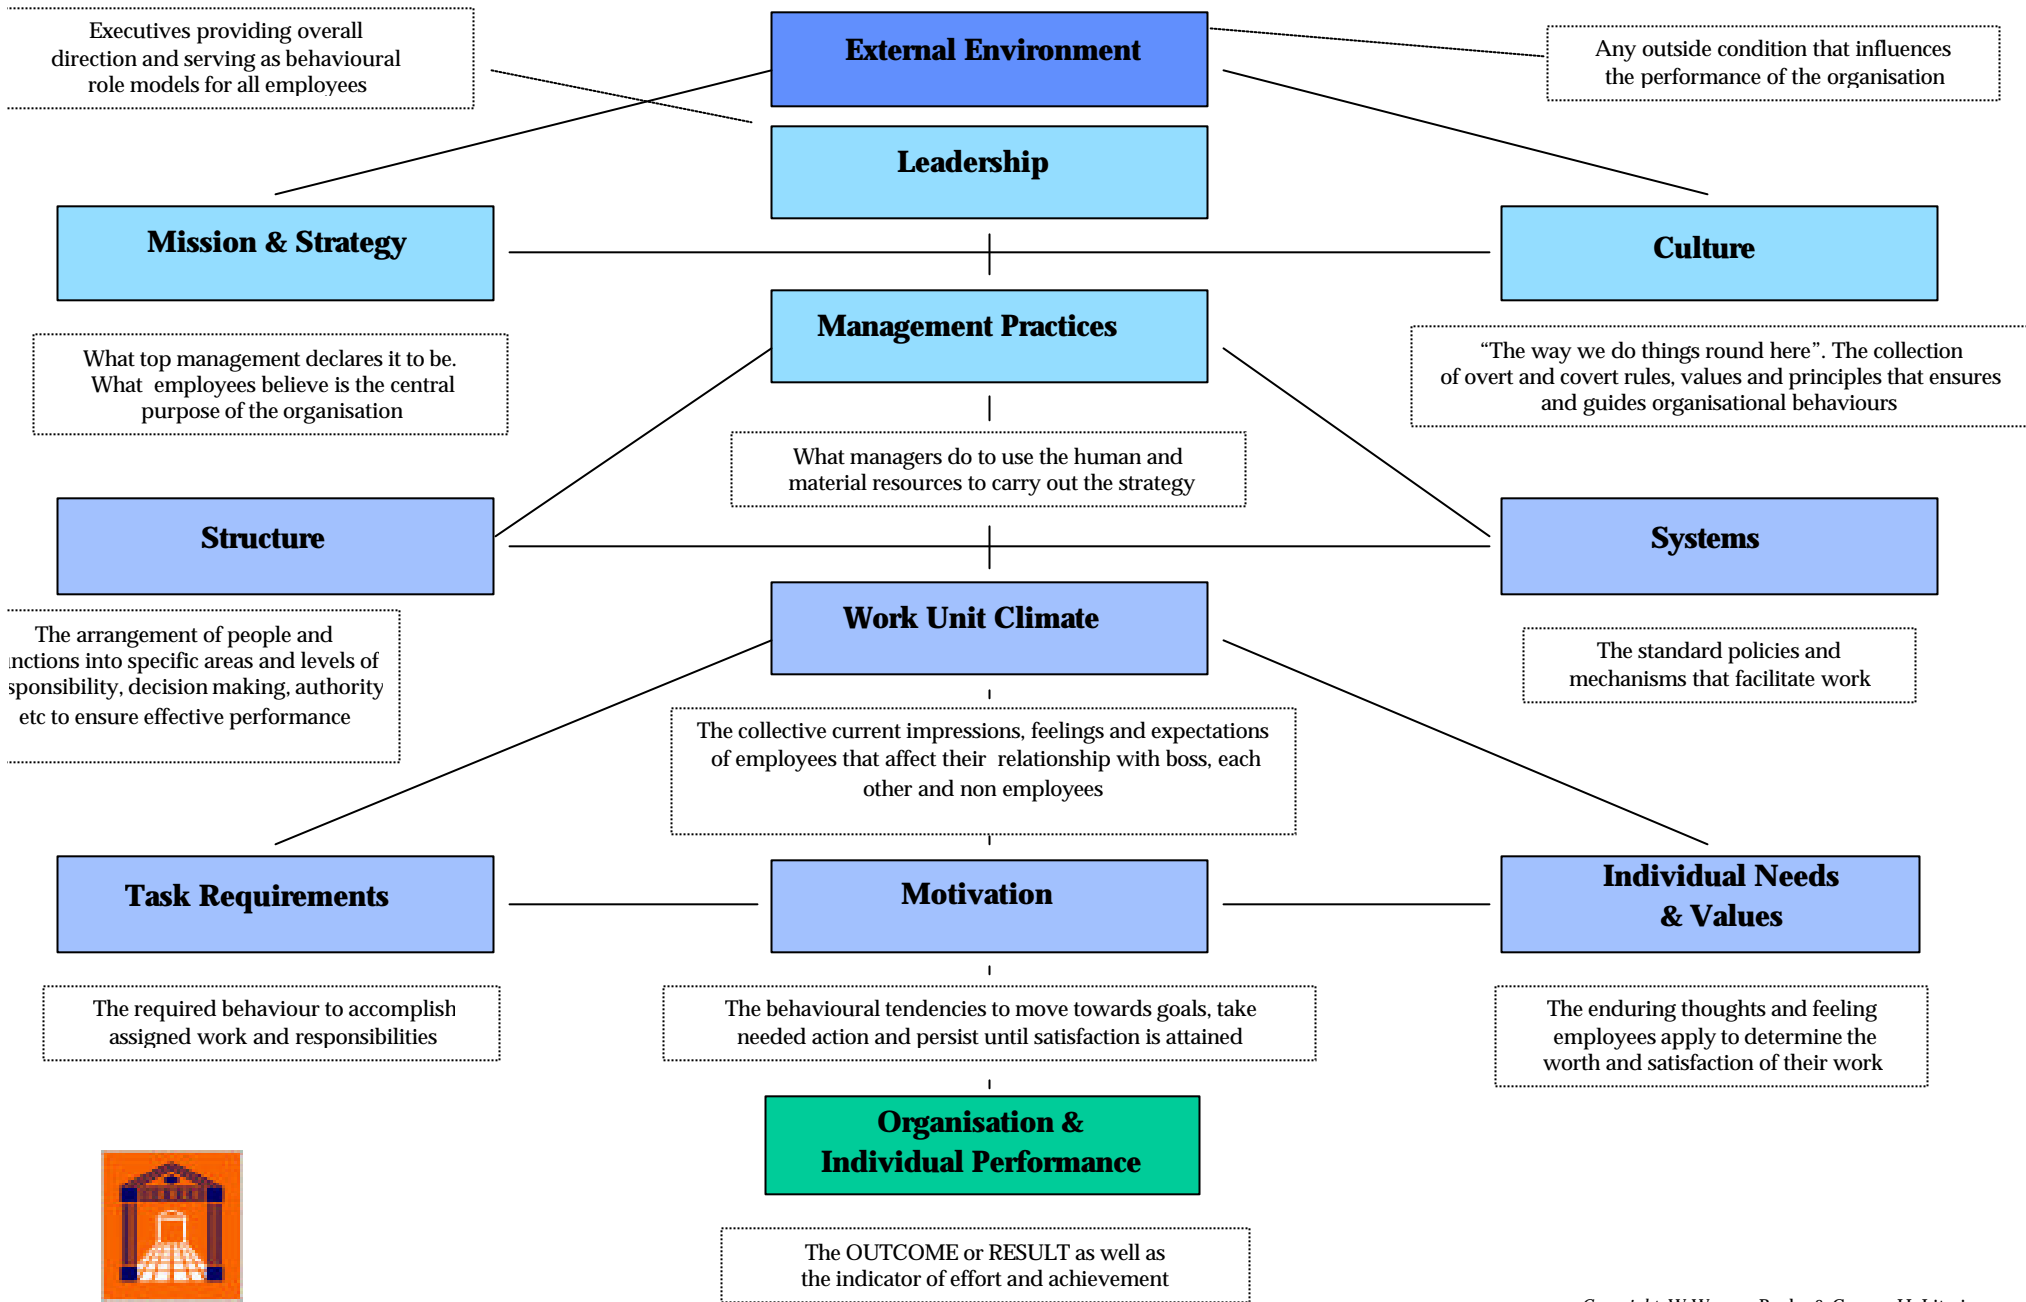 Executives providing overall
direction and serving as behavioural
role models for all employees
External Environment
Any outside condition that influences
the performance of the organisation
Leadership
Mission & Strategy
Culture
Management Practices
What top management declares it to be.
What employees believe is the central
purpose of the organisation
“The way we do things round here”. The collection
of overt and covert rules, values and principles that ensures
and guides organisational behaviours
What managers do to use the human and
material resources to carry out the strategy
Structure
Systems
Work Unit Climate
The arrangement of people and
nctions into specific areas and levels of
sponsibility, decision making, authority
etc to ensure effective performance
The standard policies and
mechanisms that facilitate work
The collective current impressions, feelings and expectations
of employees that affect their relationship with boss, each
other and non employees
Task Requirements
Motivation
Individual Needs
& Values
The required behaviour to accomplish
assigned work and responsibilities
The behavioural tendencies to move towards goals, take
needed action and persist until satisfaction is attained
The enduring thoughts and feeling
employees apply to determine the
worth and satisfaction of their work
Organisation &
Individual Performance
The OUTCOME or RESULT as well as
the indicator of effort and achievement